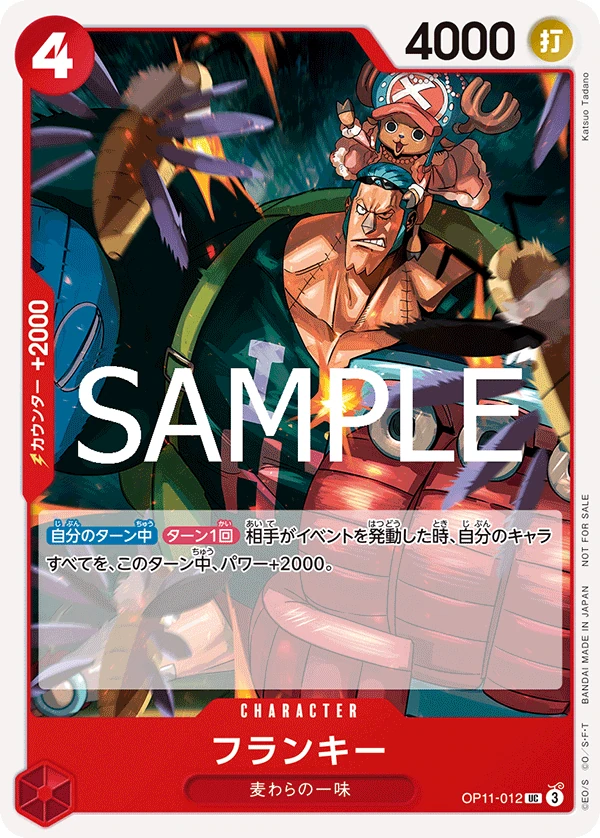 4
4000 打
Katsuo Tadano
カウンター +2000
SAMPLE
自分のターン中 ターン1回 相手がイベントを発動した時、自分のキャラ
すべてを、このターン中、パワー+2000。
CHARACTER
フランキー
麦わらの一味
OP11-012 UC 3
©EO/S ©O/S・F・T BANDAI MADE IN JAPAN NOT FOR SALE